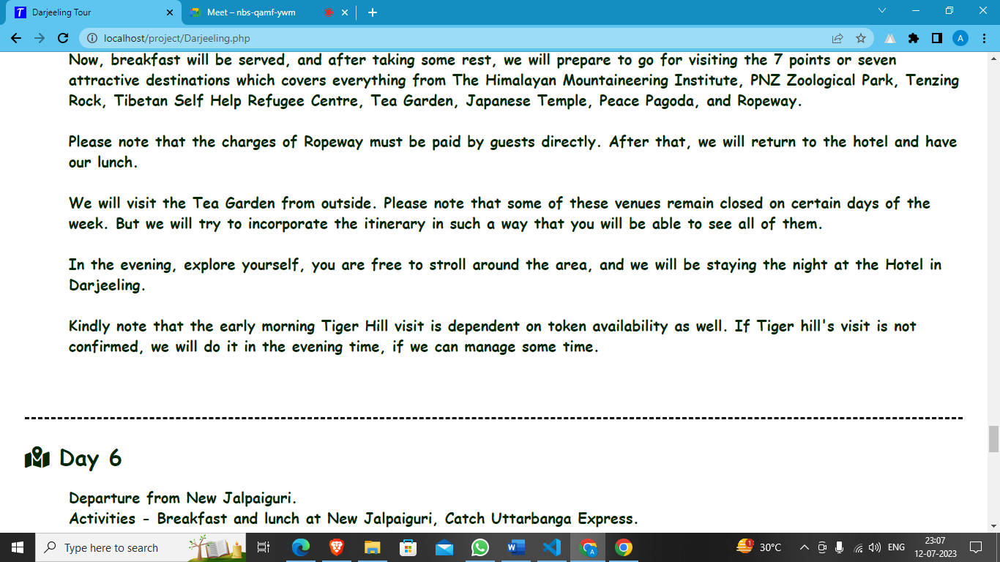 Darjeeling Tour
Meet – nbs-qamf-ywm
localhost/project/Darjeeling.php
A
Now, breakfast will be served, and after taking some rest, we will prepare to go for visiting the 7 points or seven
attractive destinations which covers everything from The Himalayan Mountaineering Institute, PNZ Zoological Park, Tenzing
Rock, Tibetan Self Help Refugee Centre, Tea Garden, Japanese Temple, Peace Pagoda, and Ropeway.
Please note that the charges of Ropeway must be paid by guests directly. After that, we will return to the hotel and have
our lunch.
We will visit the Tea Garden from outside. Please note that some of these venues remain closed on certain days of the
week. But we will try to incorporate the itinerary in such a way that you will be able to see all of them.
In the evening, explore yourself, you are free to stroll around the area, and we will be staying the night at the Hotel in
Darjeeling.
Kindly note that the early morning Tiger Hill visit is dependent on token availability as well. If Tiger hill's visit is not
confirmed, we will do it in the evening time, if we can manage some time.
Day 6
Departure from New Jalpaiguri.
Activities - Breakfast and lunch at New Jalpaiguri, Catch Uttarbanga Express.
Type here to search
1
30°C
ENG
23:07
12-07-2023